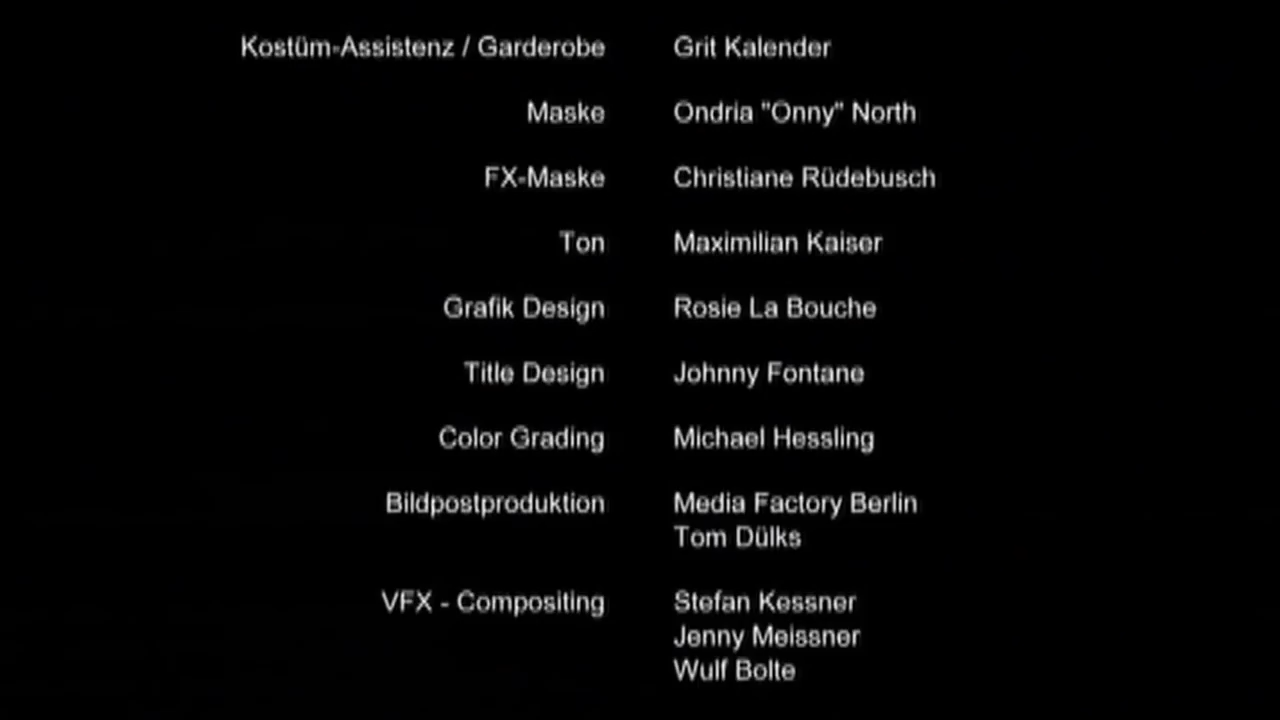 Kostüm-Assistenz / Garderobe Grit Kalender
Maske Ondria "Onny" North
FX-Maske Christiane Rüdebusch
Ton Maximilian Kaiser
Grafik Design Rosie La Bouche
Title Design Johnny Fontane
Color Grading Michael Hessling
Bildpostproduktion Media Factory Berlin
Tom Dülks
VFX - Compositing Stefan Kessner
Jenny Meissner
Wulf Bolte